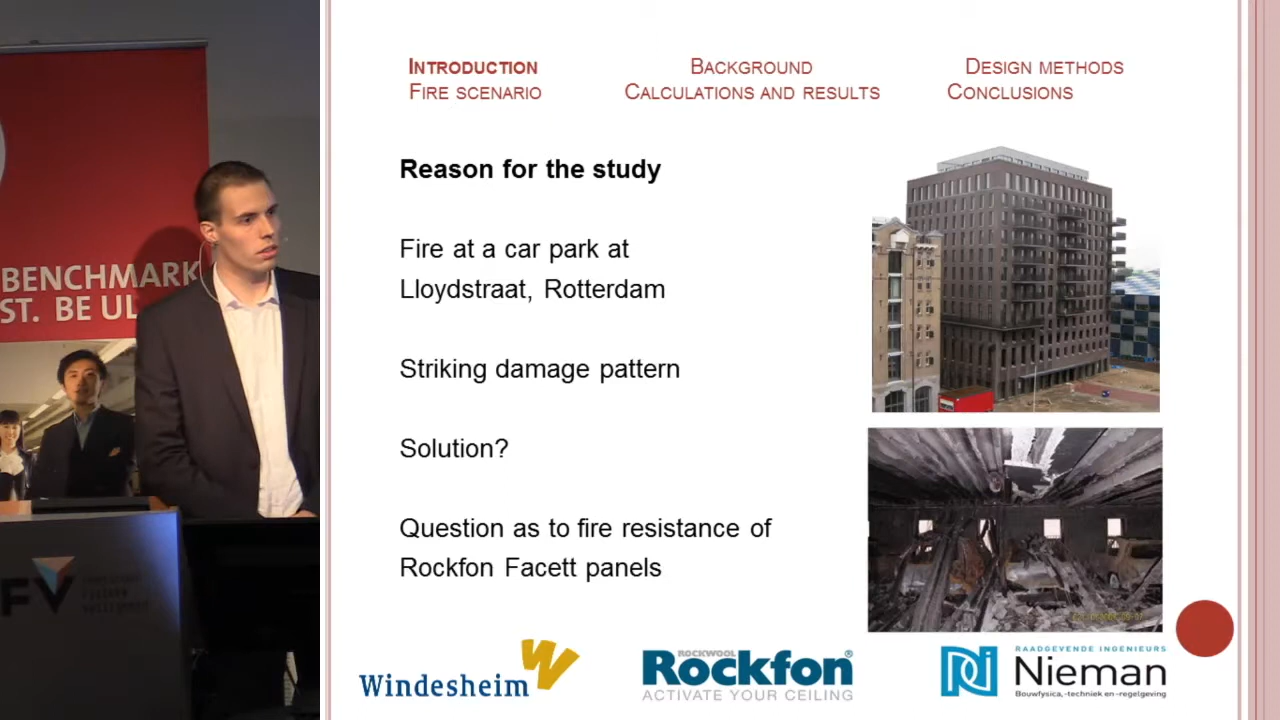 BENCHMARK
ST. BE UL
FV
INTRODUCTION
BACKGROUND
DESIGN METHODS
FIRE SCENARIO
CALCULATIONS AND RESULTS
CONCLUSIONS
Reason for the study
Fire at a car park at
Lloydstraat, Rotterdam
Striking damage pattern
Solution?
Question as to fire resistance of
Rockfon Facett panels
Windesheim
ROCKWOOL
Rockfon®
ACTIVATE YOUR CEILING
RAADGEVENDE INGENIEURS
Nieman
Bouwfysica, -techniek en -regelgeving